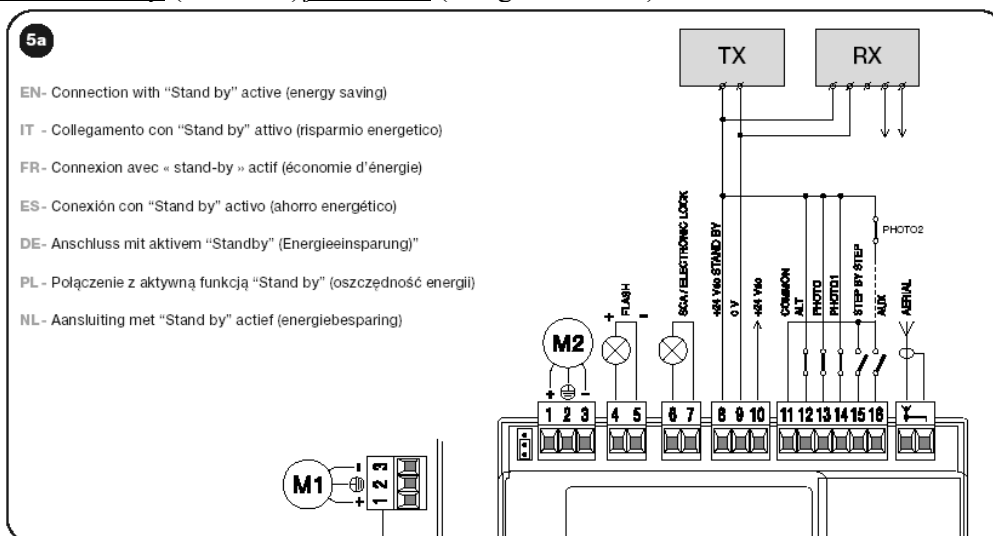 5a
EN- Connection with “Stand by” active (energy saving)
IT - Collegamento con “Stand by” attivo (risparmio energetico)
FR- Connexion avec « stand-by » actif (économie d’énergie)
ES- Conexión con “Stand by” activo (ahorro energético)
DE- Anschluss mit aktivem “Standby (Energieeinsparung)”
PL - Połączenie z aktywną funkcją “Stand by” (oszczędność energii)
NL- Aansluiting met “Stand by” actief (energiebesparing)
TX
RX
PHOTO2
+ FLASH -
SCA / ELECTRONIC LOCK
+24 Vdc STAND BY
0 V
+24 Vdc
COMMON
ALT
PHOTO
PHOTO1
STEP BY STEP
AUX
AERIAL
M2
+ -
1 2 3
4 5
6 7
8 9 10
11 12 13 14 15 16
M1
- +
1 2 3